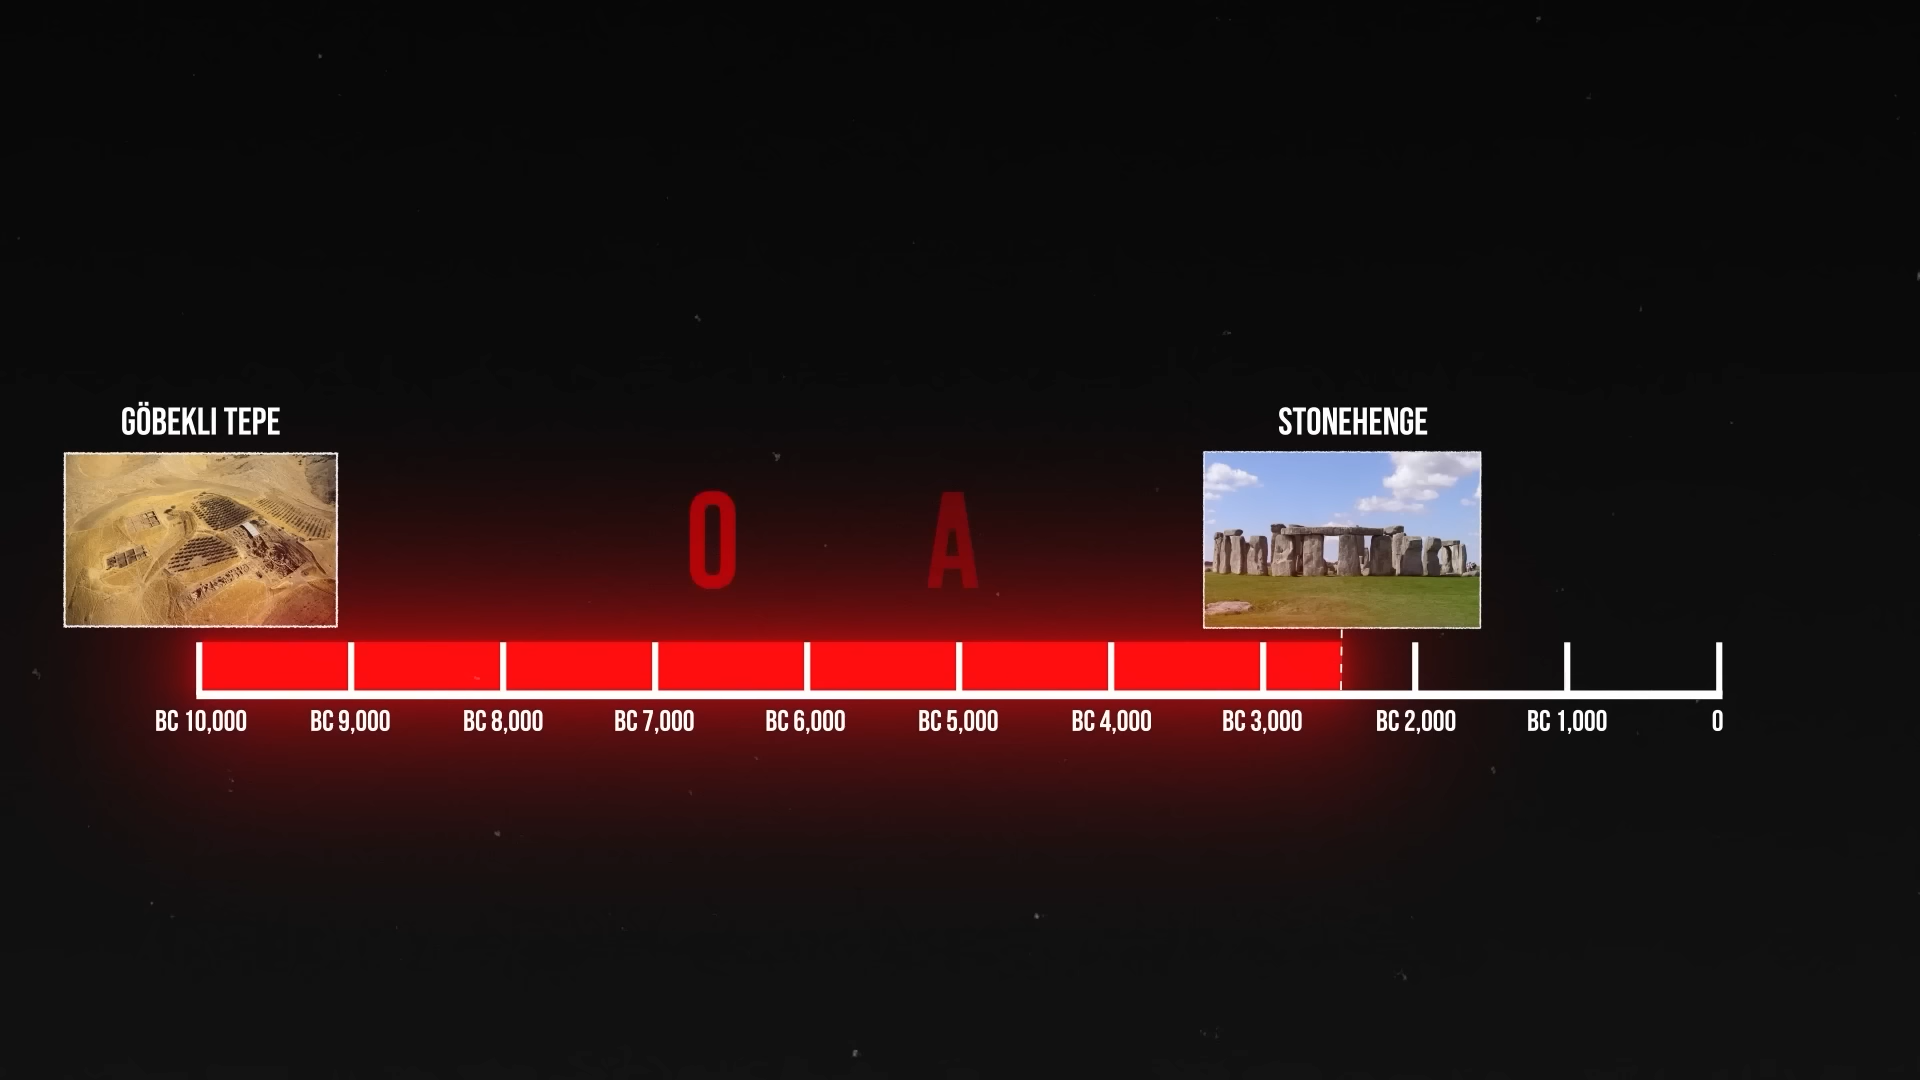 GÖBEKLI TEPE
STONEHENGE
O A
BC 10,000 BC 9,000 BC 8,000 BC 7,000 BC 6,000 BC 5,000 BC 4,000 BC 3,000 BC 2,000 BC 1,000 0